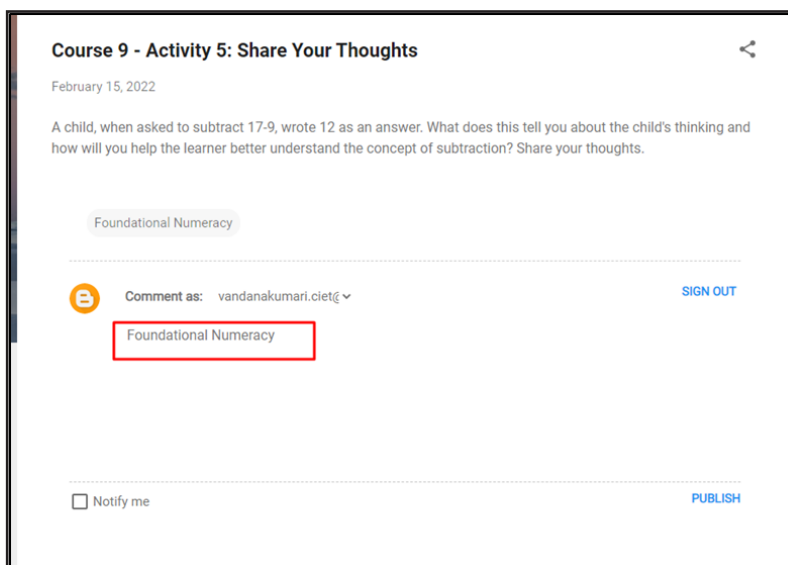 Course 9 - Activity 5: Share Your Thoughts
February 15, 2022
A child, when asked to subtract 17-9, wrote 12 as an answer. What does this tell you about the child's thinking and
how will you help the learner better understand the concept of subtraction? Share your thoughts.
Foundational Numeracy
Comment as: vandanakumari.ciet@
SIGN OUT
Foundational Numeracy
Notify me
PUBLISH